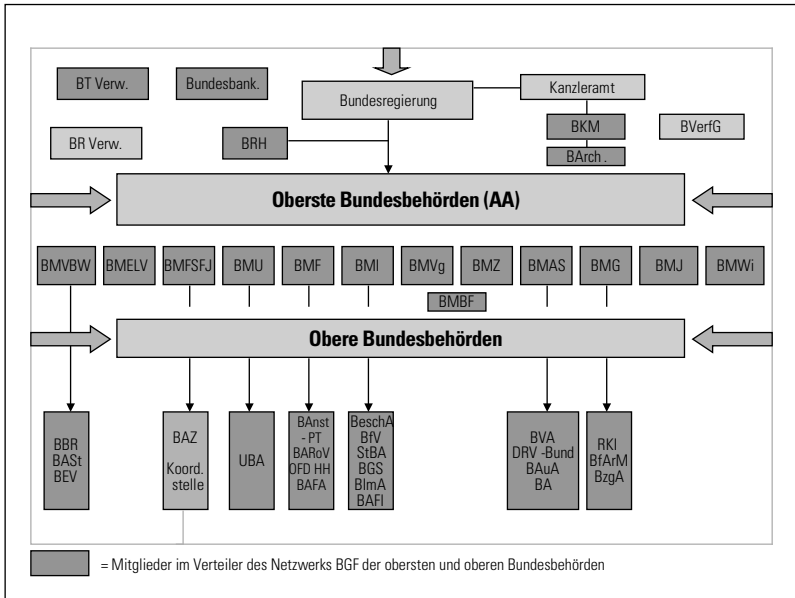 BT Verw.
Bundesbank.
Bundesregierung
Kanzleramt
BR Verw.
BRH
BKM
BVerfG
BArch .
Oberste Bundesbehörden (AA)
BMVBW
BMELV
BMFSFJ
BMU
BMF
BMI
BMVg
BMZ
BMAS
BMG
BMJ
BMWi
BMBF
Obere Bundesbehörden
BBR
BASt
BEV
BAZ
Koord.
stelle
UBA
BAnst
- PT
BARoV
OFD HH
BAFA
BeschA
BfV
StBA
BGS
BImA
BAFl
BVA
DRV -Bund
BAuA
BA
RKI
BfArM
BzgA
= Mitglieder im Verteiler des Netzwerks BGF der obersten und oberen Bundesbehörden